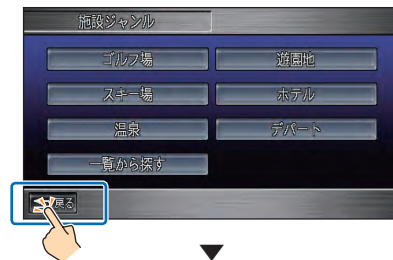 施設ジャンル
ゴルフ場 遊園地
スキー場 ホテル
温泉 デパート
一覧から探す
戻る